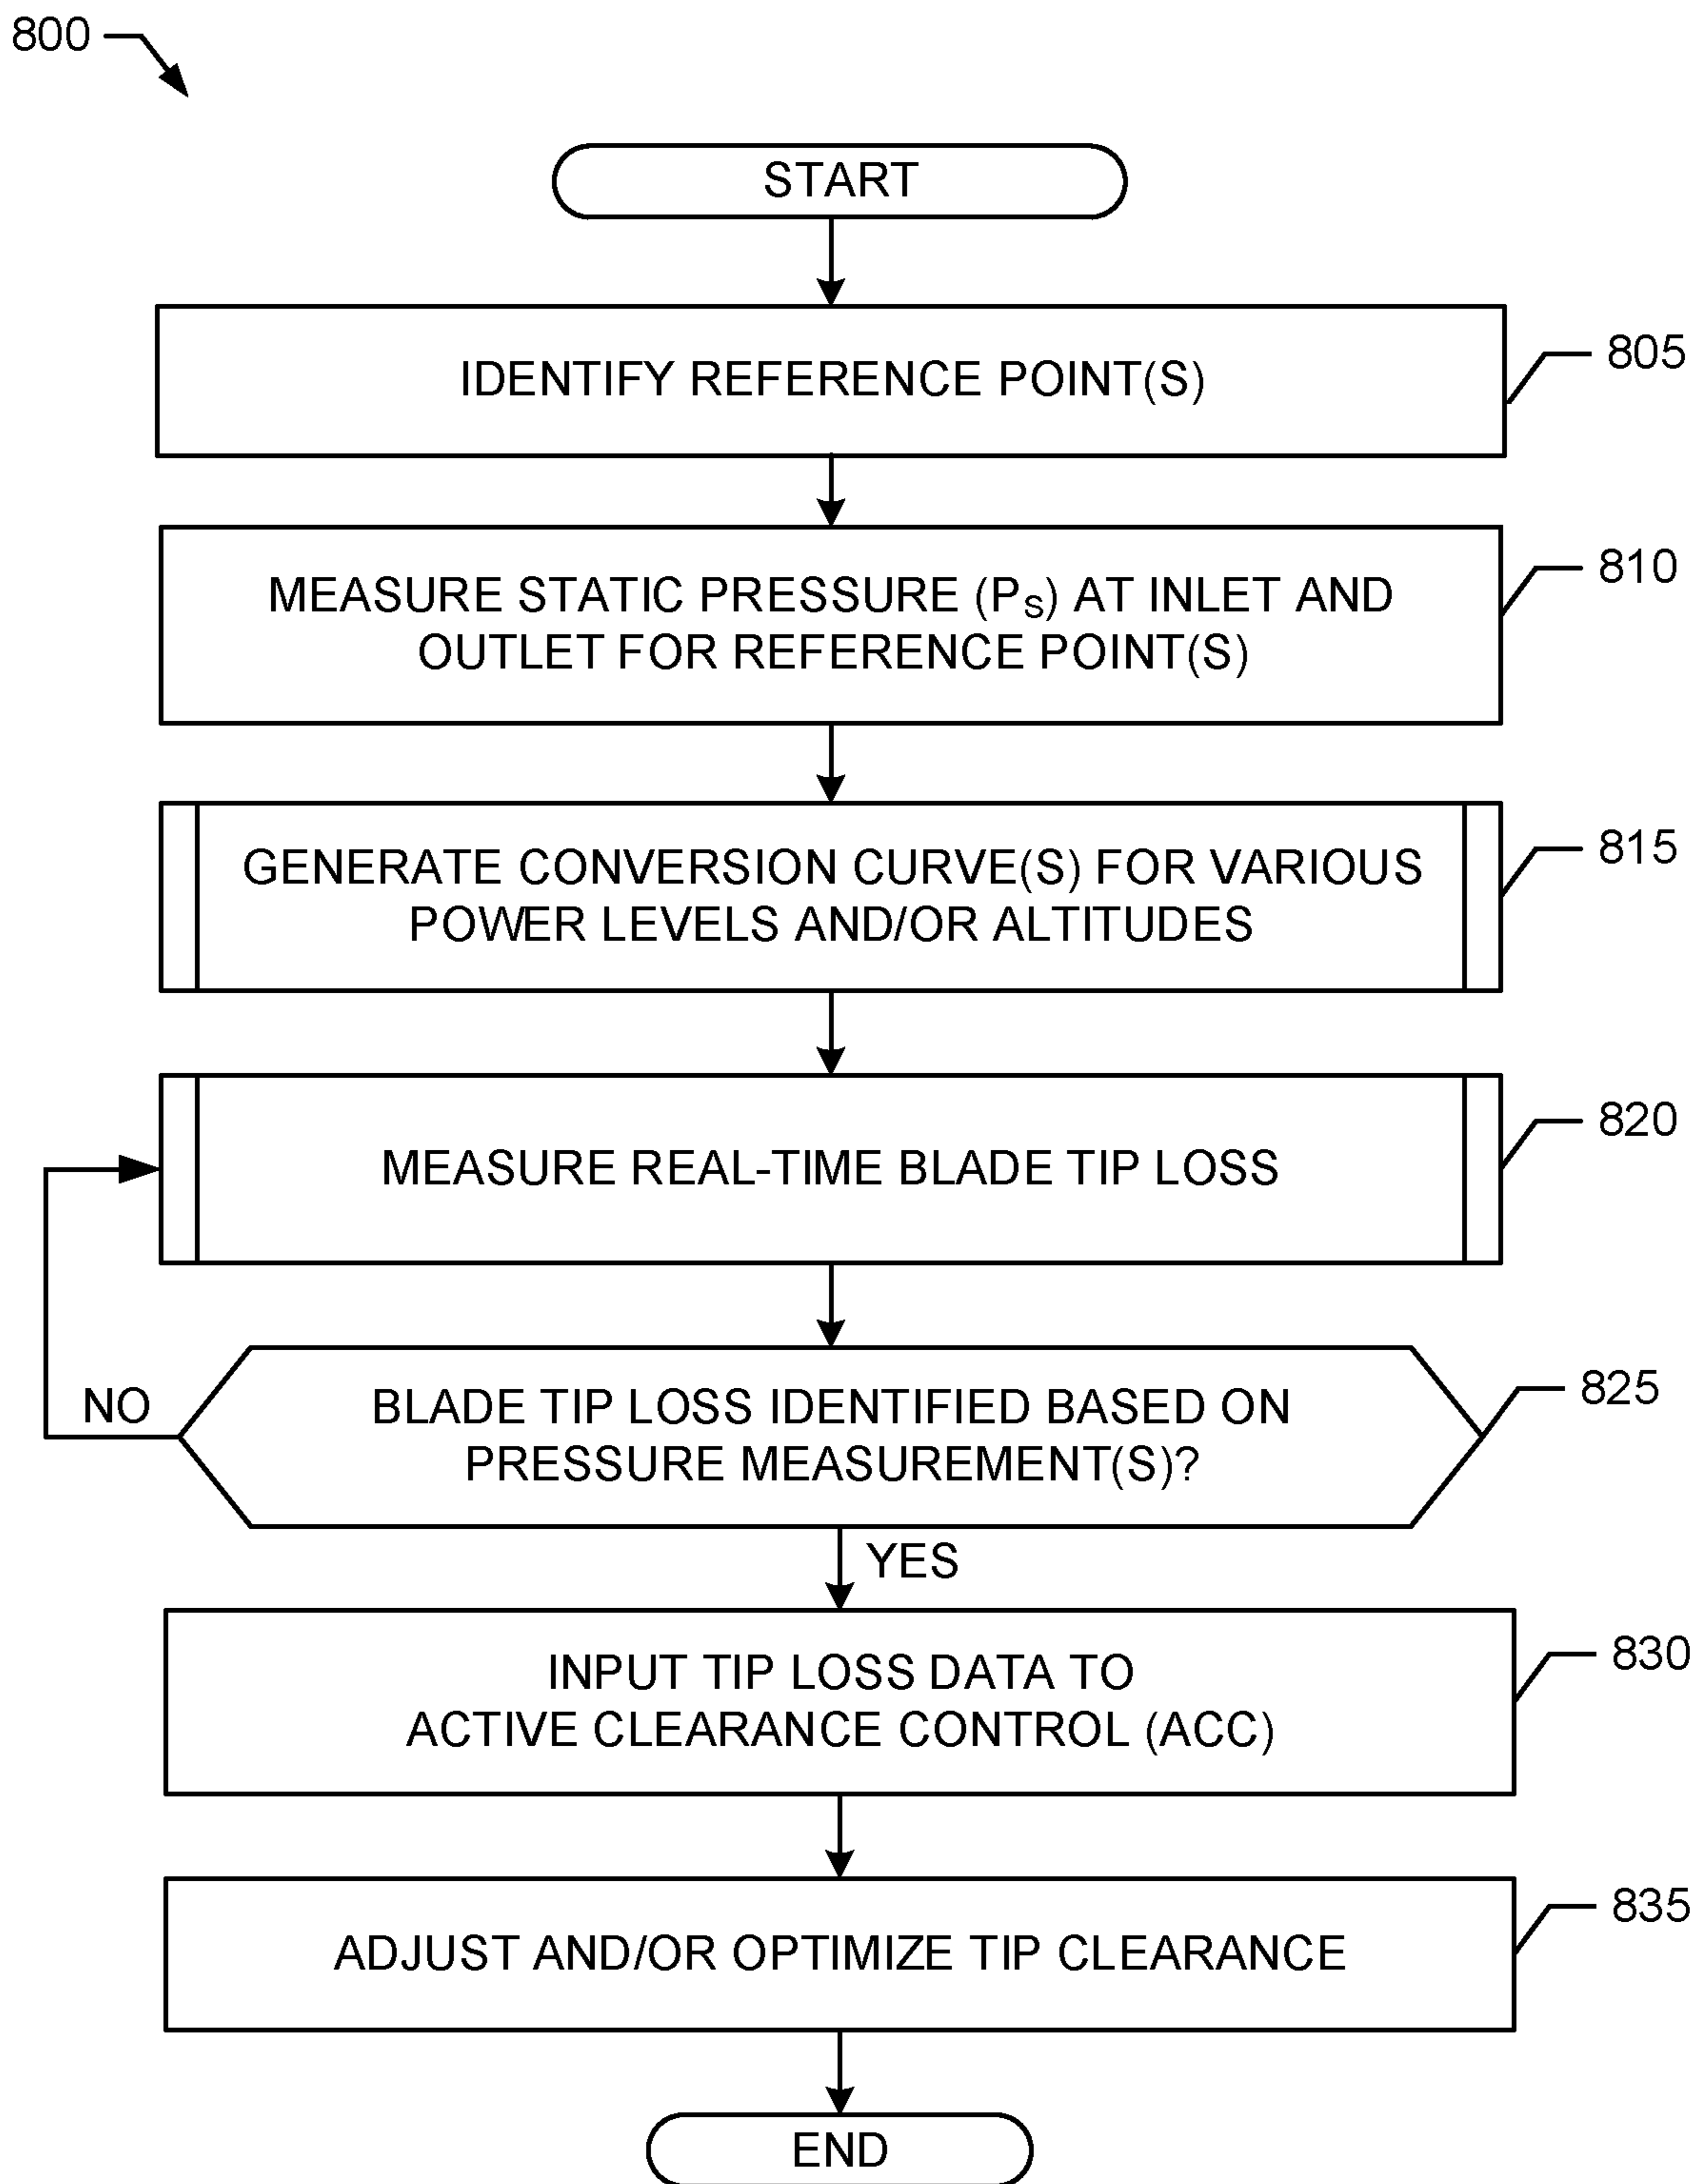 800
START
IDENTIFY REFERENCE POINT(S)
805
MEASURE STATIC PRESSURE (PS) AT INLET AND
OUTLET FOR REFERENCE POINT(S)
810
GENERATE CONVERSION CURVE(S) FOR VARIOUS
POWER LEVELS AND/OR ALTITUDES
815
MEASURE REAL-TIME BLADE TIP LOSS
820
BLADE TIP LOSS IDENTIFIED BASED ON
PRESSURE MEASUREMENT(S)?
825
NO
YES
INPUT TIP LOSS DATA TO
ACTIVE CLEARANCE CONTROL (ACC)
830
ADJUST AND/OR OPTIMIZE TIP CLEARANCE
835
END